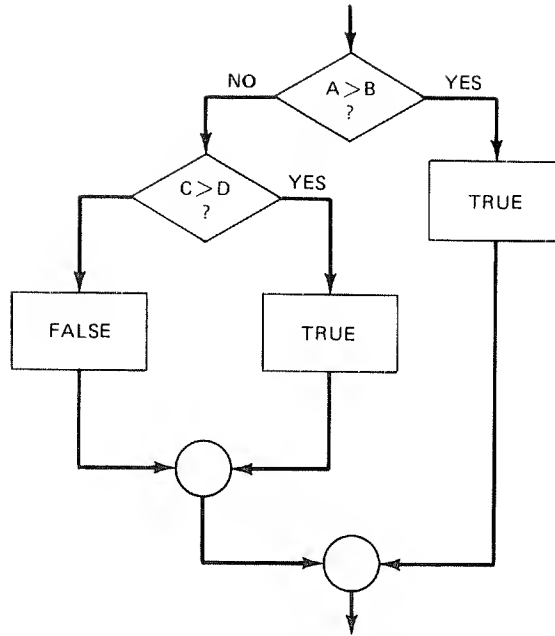 NO
A > B
?
YES
C > D
?
YES
TRUE
FALSE
TRUE